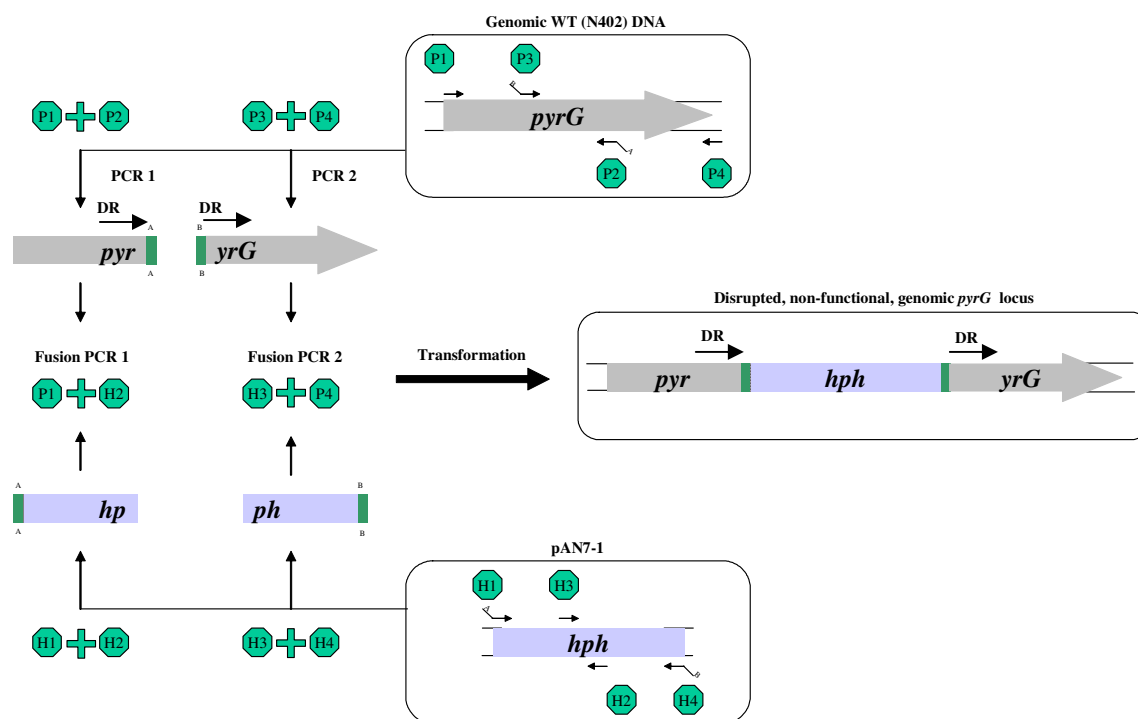 Genomic WT (N402) DNA
P1
P3
B
pyrG
A
P2
P4
P1
P2
P3
P4
PCR 1
PCR 2
DR
DR
A
B
pyr
yrG
A
B
Fusion PCR 1
Fusion PCR 2
P1
H2
H3
P4
Transformation
Disrupted, non-functional, genomic pyrG locus
DR
DR
pyr
hph
yrG
A
B
hp
ph
A
B
pAN7-1
H1
H3
A
hph
B
H2
H4
H1
H2
H3
H4